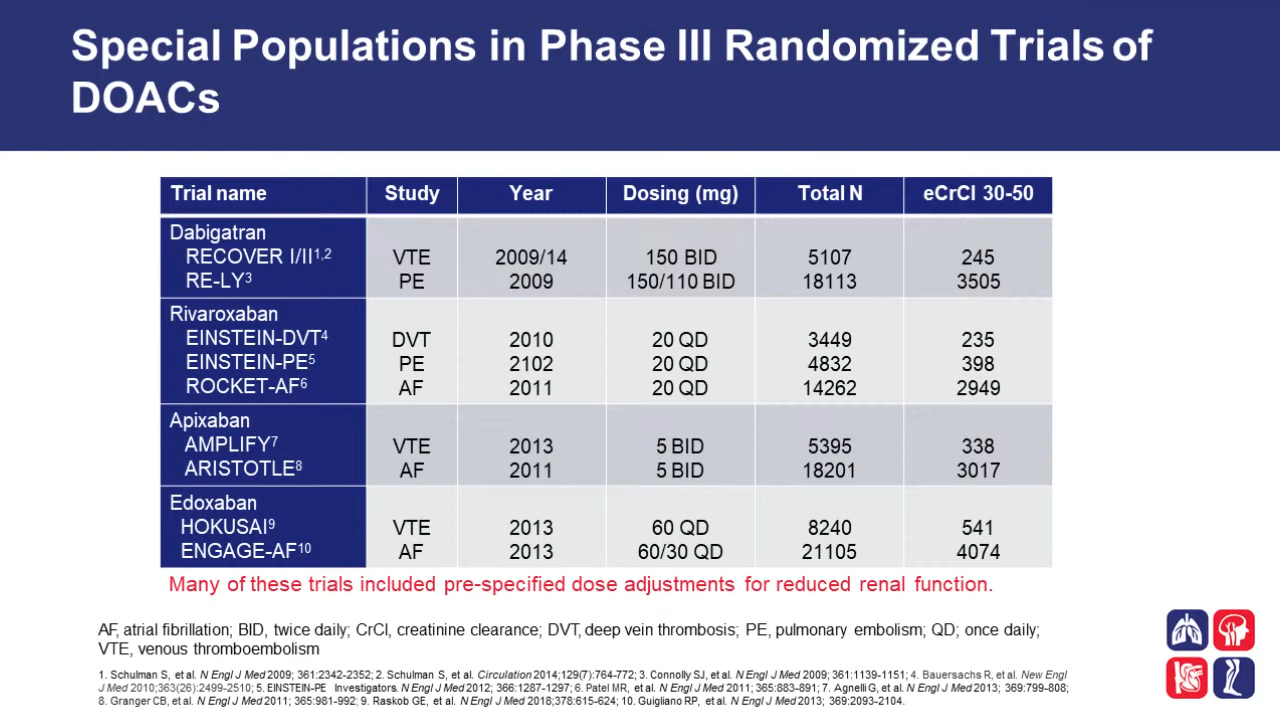 Special Populations in Phase III Randomized Trials of
DOACs
Trial name Study Year Dosing (mg) Total N eCrCl 30-50
Dabigatran
RECOVER I/II1,2 VTE 2009/14 150 BID 5107 245
RE-LY3 PE 2009 150/110 BID 18113 3505
Rivaroxaban
EINSTEIN-DVT4 DVT 2010 20 QD 3449 235
EINSTEIN-PE5 PE 2102 20 QD 4832 398
ROCKET-AF6 AF 2011 20 QD 14262 2949
Apixaban
AMPLIFY7 VTE 2013 5 BID 5395 338
ARISTOTLE8 AF 2011 5 BID 18201 3017
Edoxaban
HOKUSAI9 VTE 2013 60 QD 8240 541
ENGAGE-AF10 AF 2013 60/30 QD 21105 4074
Many of these trials included pre-specified dose adjustments for reduced renal function.
AF, atrial fibrillation; BID, twice daily; CrCl, creatinine clearance; DVT, deep vein thrombosis; PE, pulmonary embolism; QD; once daily;
VTE, venous thromboembolism
1. Schulman S, et al. N Engl J Med 2009; 361:2342-2352; 2. Schulman S, et al. Circulation 2014;129(7):764-772; 3. Connolly SJ, et al. N Engl J Med 2009; 361:1139-1151; 4. Bauersachs R, et al. New Engl
J Med 2010;363(26):2499-2510; 5. EINSTEIN-PE Investigators. N Engl J Med 2012; 366:1287-1297; 6. Patel MR, et al. N Engl J Med 2011; 365:883-891; 7. Agnelli G, et al. N Engl J Med 2013; 369:799-808;
8. Granger CB, et al. N Engl J Med 2011; 365:981-992; 9. Raskob GE, et al. N Engl J Med 2018;378:615-624; 10. Guigliano RP, et al. N Engl J Med 2013; 369:2093-2104.